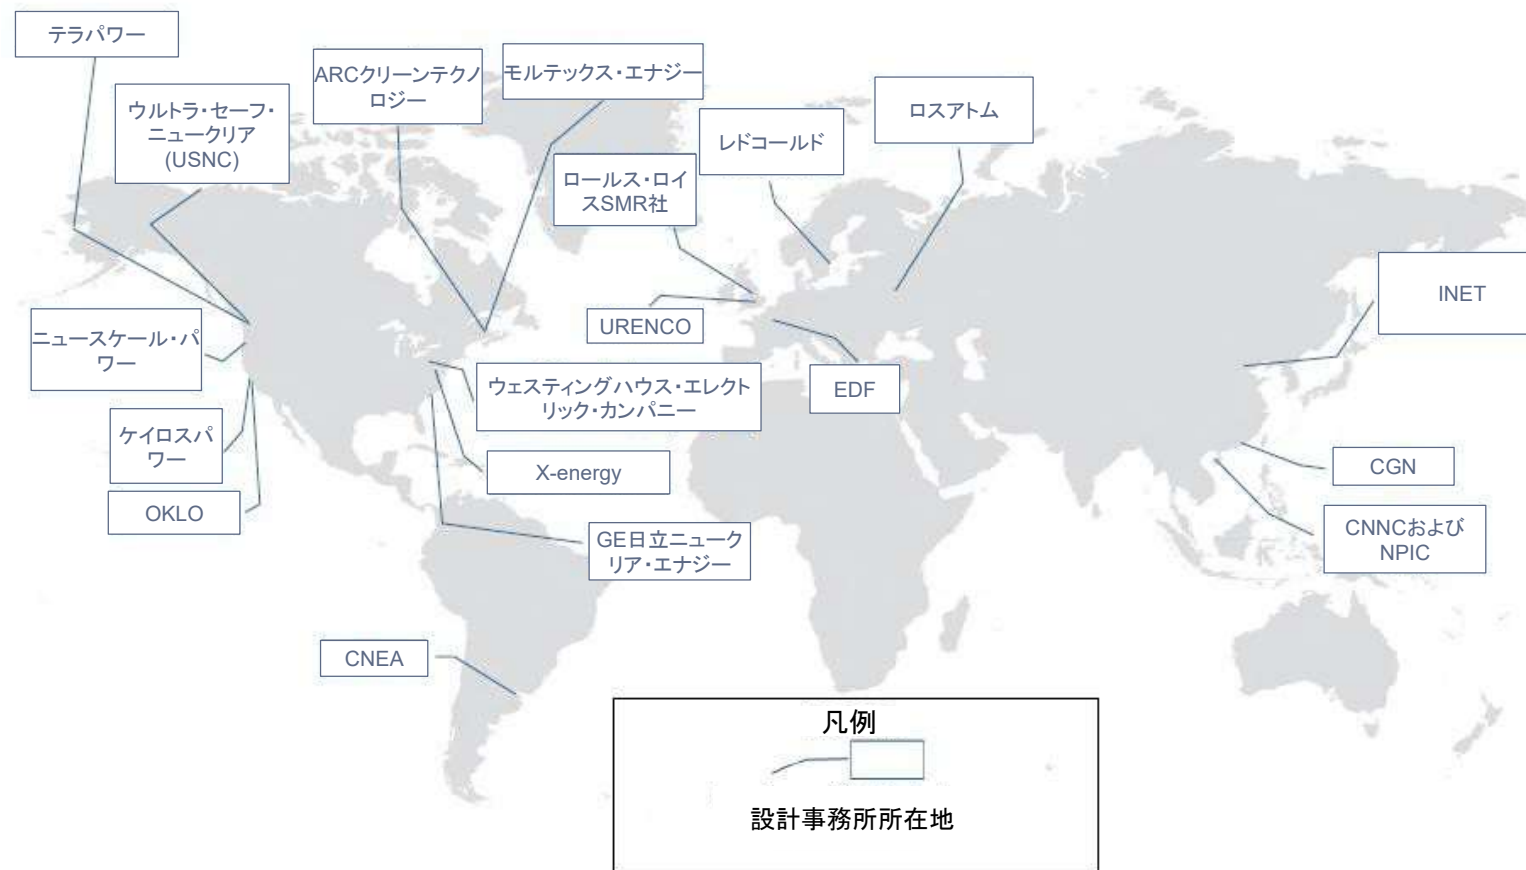 テラパワー
ウルトラ・セーフ・
ニュークリア
(USNC)
ARCクリーンテクノ
ロジー
モルテックス・エナジー
ロールス・ロイ
スSMR社
レドコールド
ロスアトム
INET
URENCO
ニュースケール・パ
ワー
ウェスティングハウス・エレクト
リック・カンパニー
EDF
ケイロスパ
ワー
X-energy
CGN
OKLO
CNNCおよび
NPIC
GE日立ニューク
リア・エナジー
CNEA
凡例
設計事務所所在地